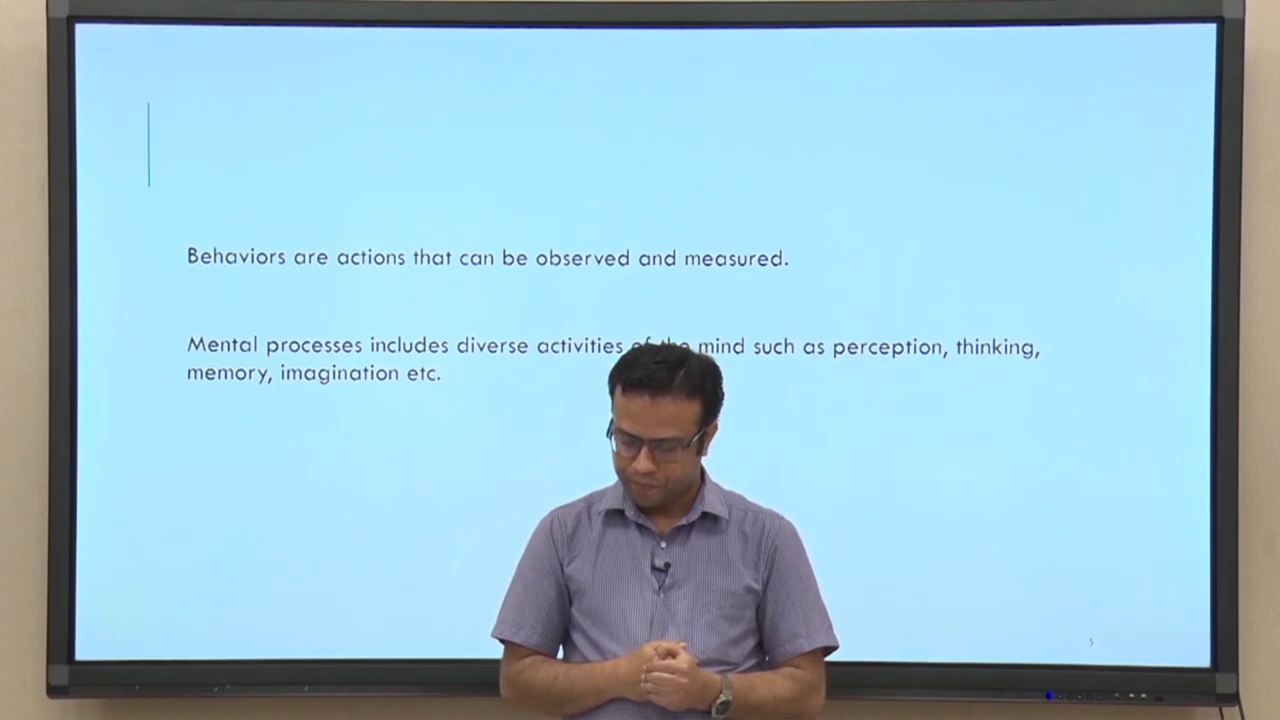 Behaviors are actions that can be observed and measured.
Mental processes includes diverse activities of the mind such as perception, thinking,
memory, imagination etc.
5